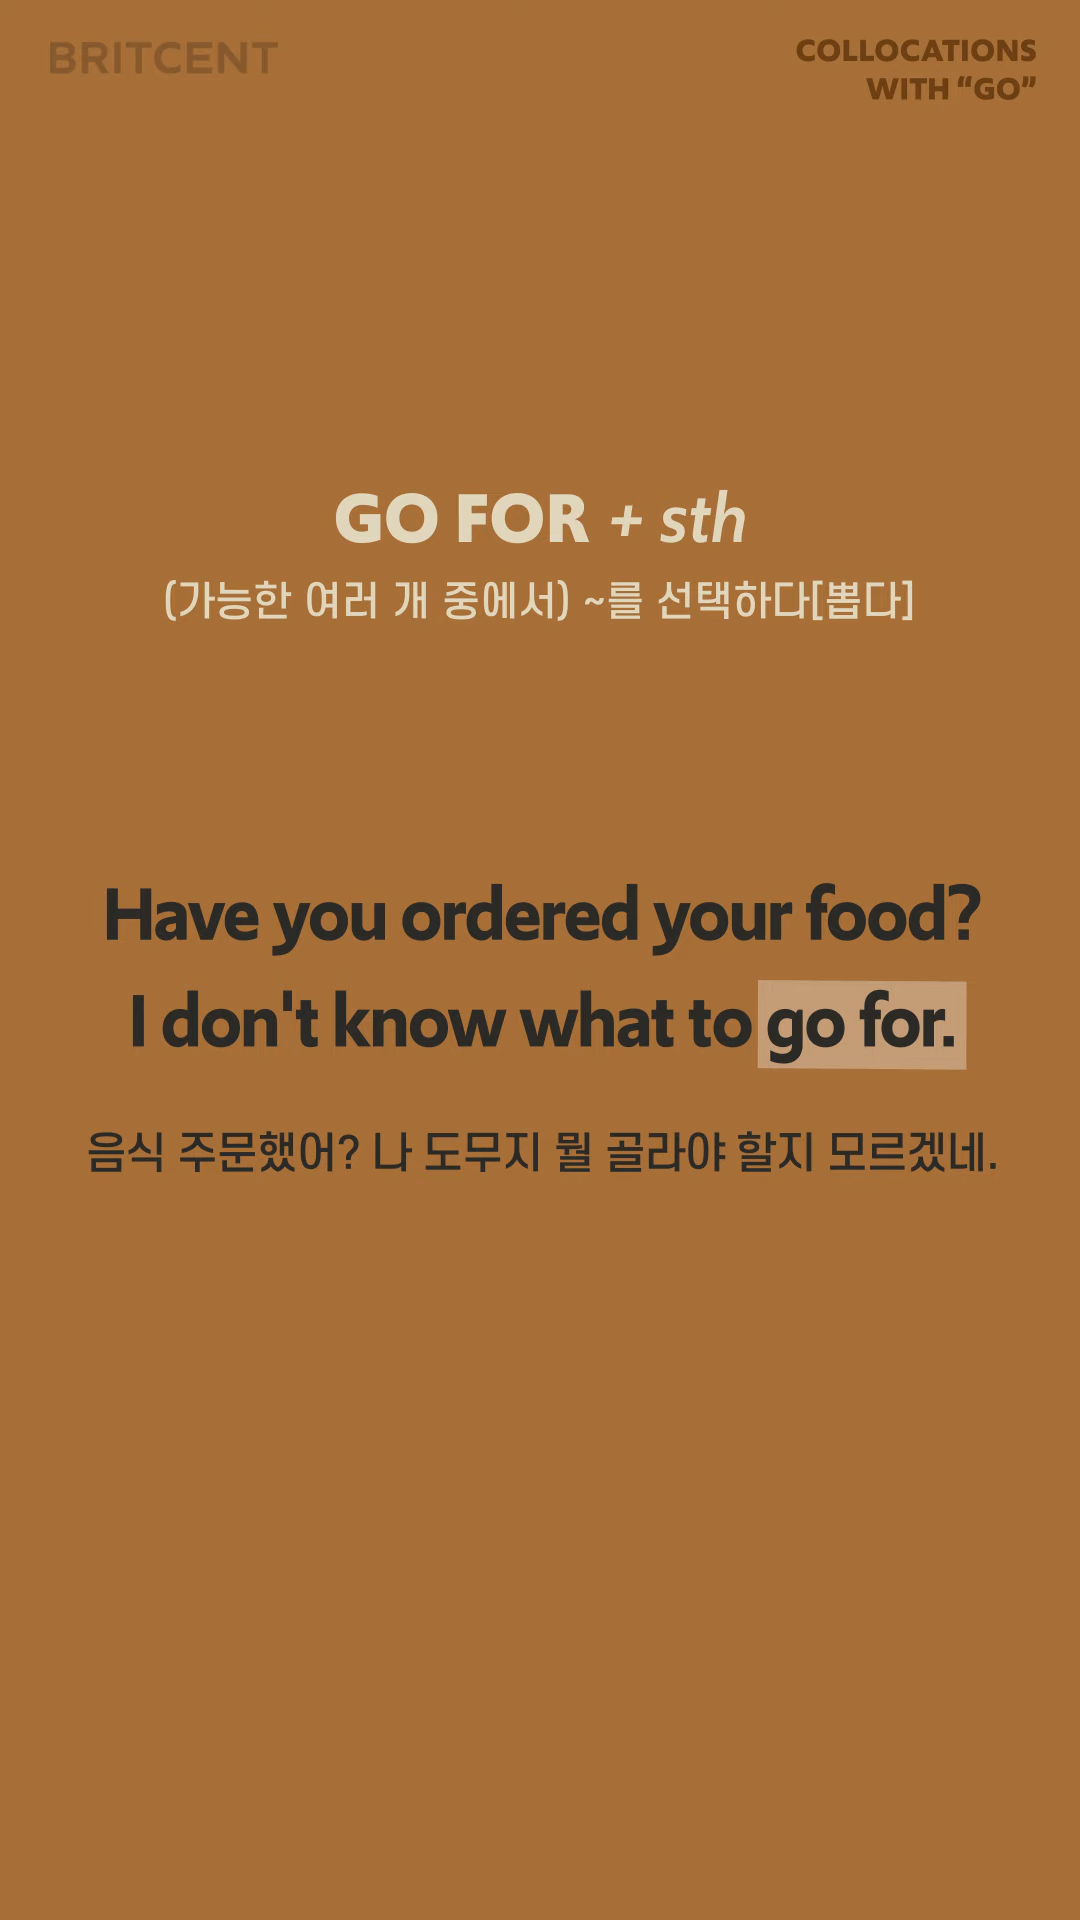 BRITCENT
COLLOCATIONS
WITH “GO”
GO FOR + sth
(가능한 여러 개 중에서) ~를 선택하다[뽑다]
Have you ordered your food?
I don't know what to go for.
음식 주문했어? 나 도무지 뭘 골라야 할지 모르겠네.